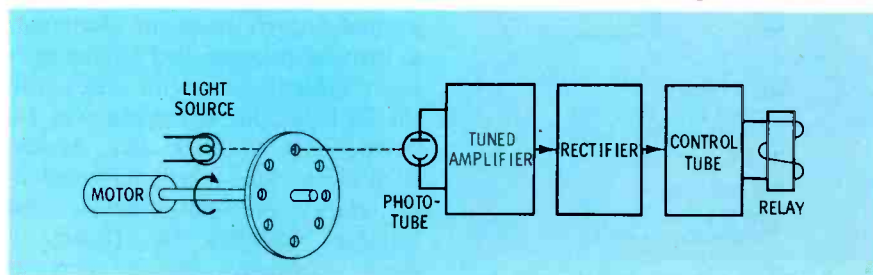 LIGHT
SOURCE
MOTOR
PHOTO-
TUBE
TUNED
AMPLIFIER
RECTIFIER
CONTROL
TUBE
RELAY